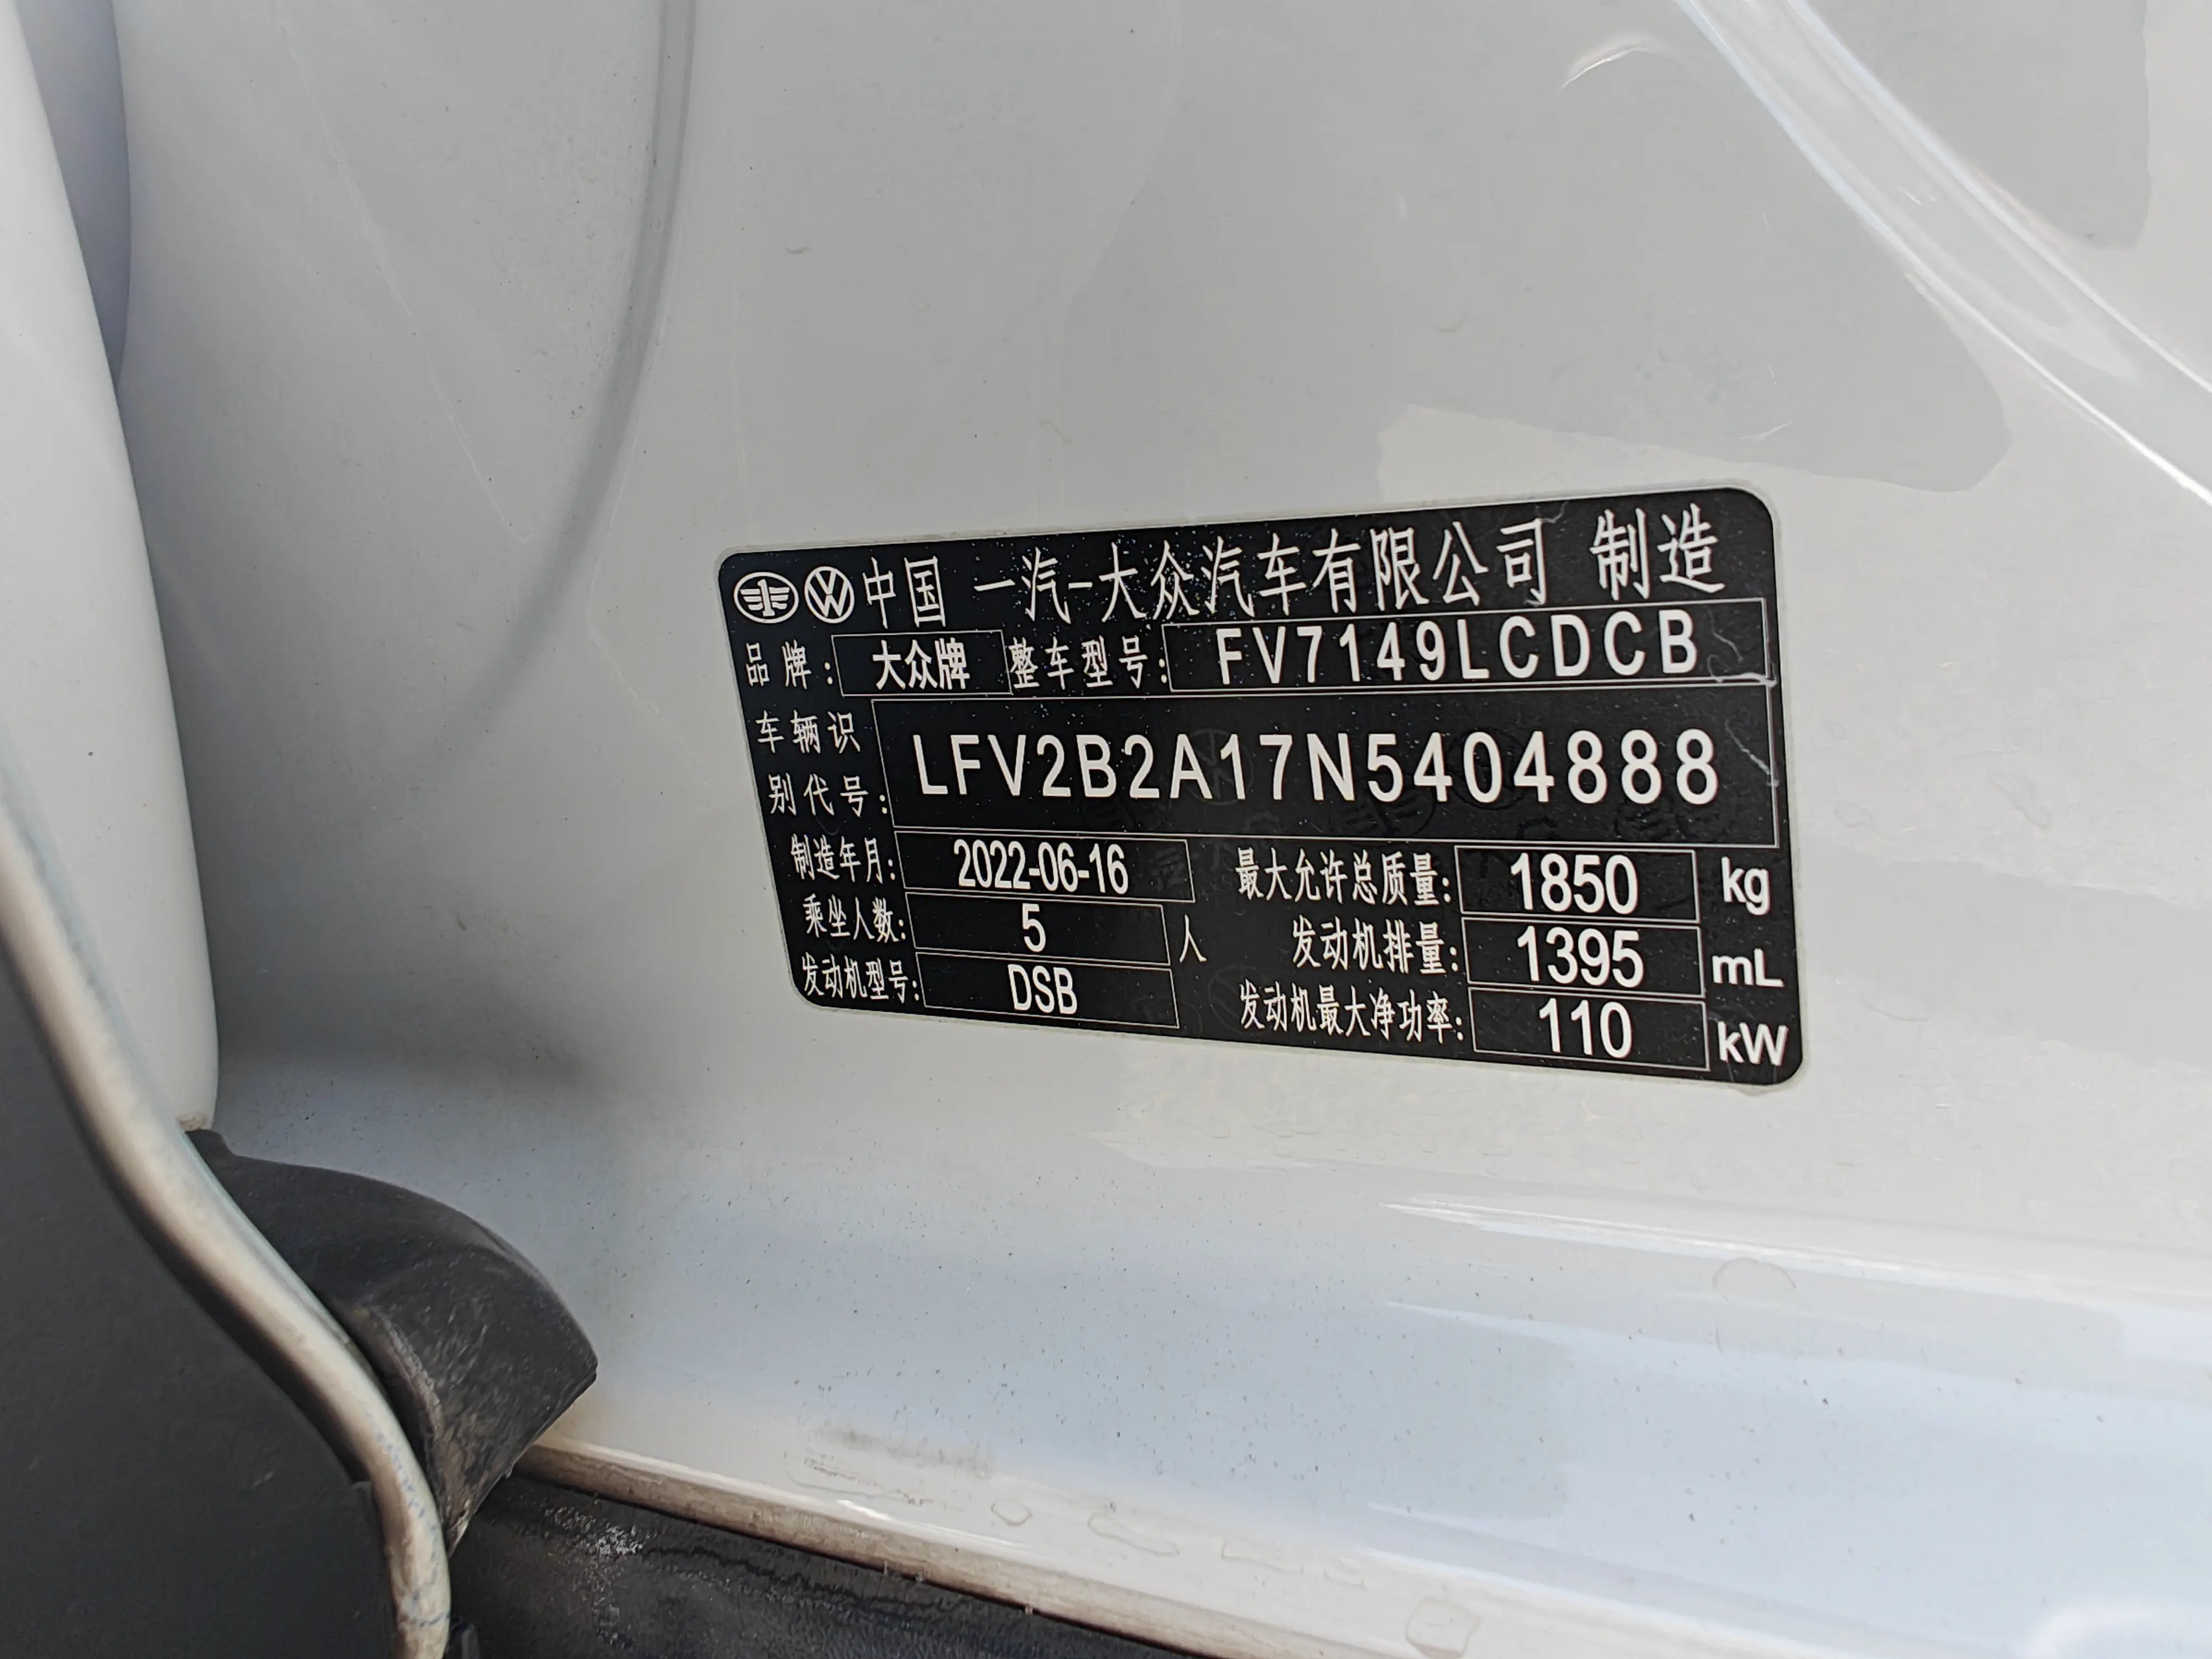 中国 一汽-大众汽车有限公司 制造
品牌: 大众牌 整车型号: FV7149LCDCB
车辆识别代号: LFV2B2A17N5404888
制造年月: 2022-06-16 最大允许总质量: 1850 kg
乘坐人数: 5 人 发动机排量: 1395 mL
发动机型号: DSB 发动机最大净功率: 110 kW